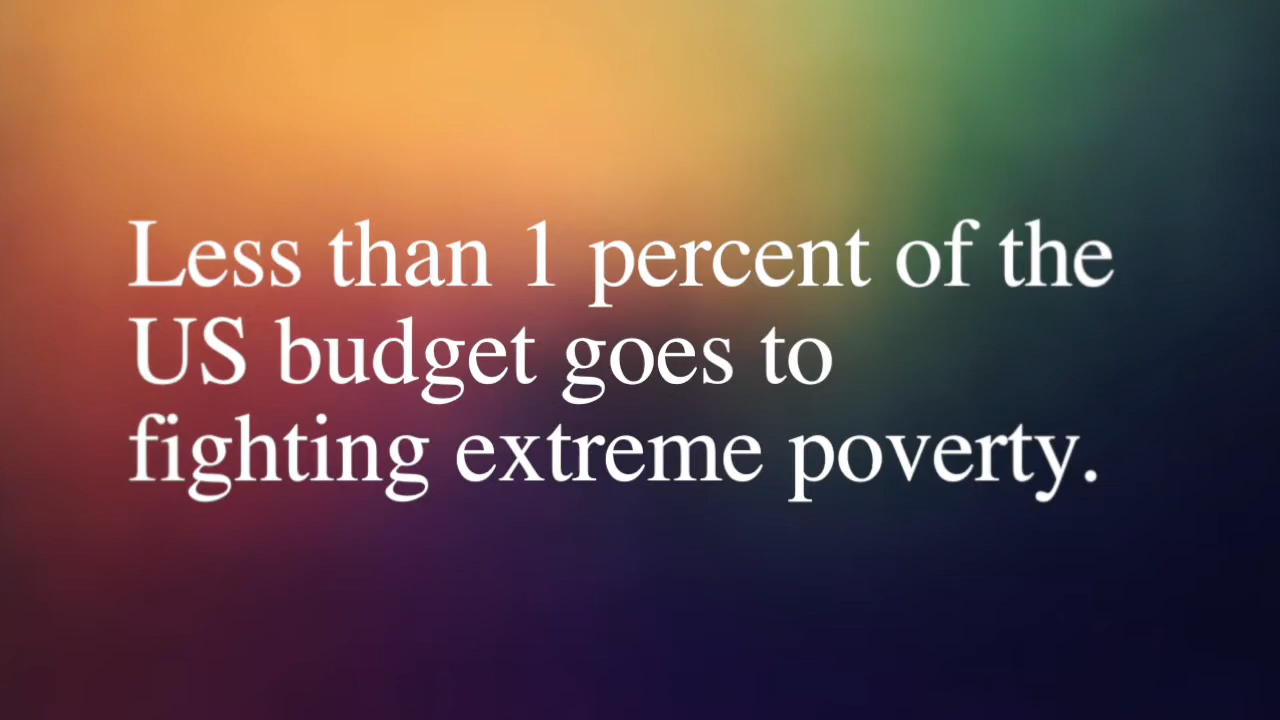 Less than 1 percent of the
US budget goes to
fighting extreme poverty.